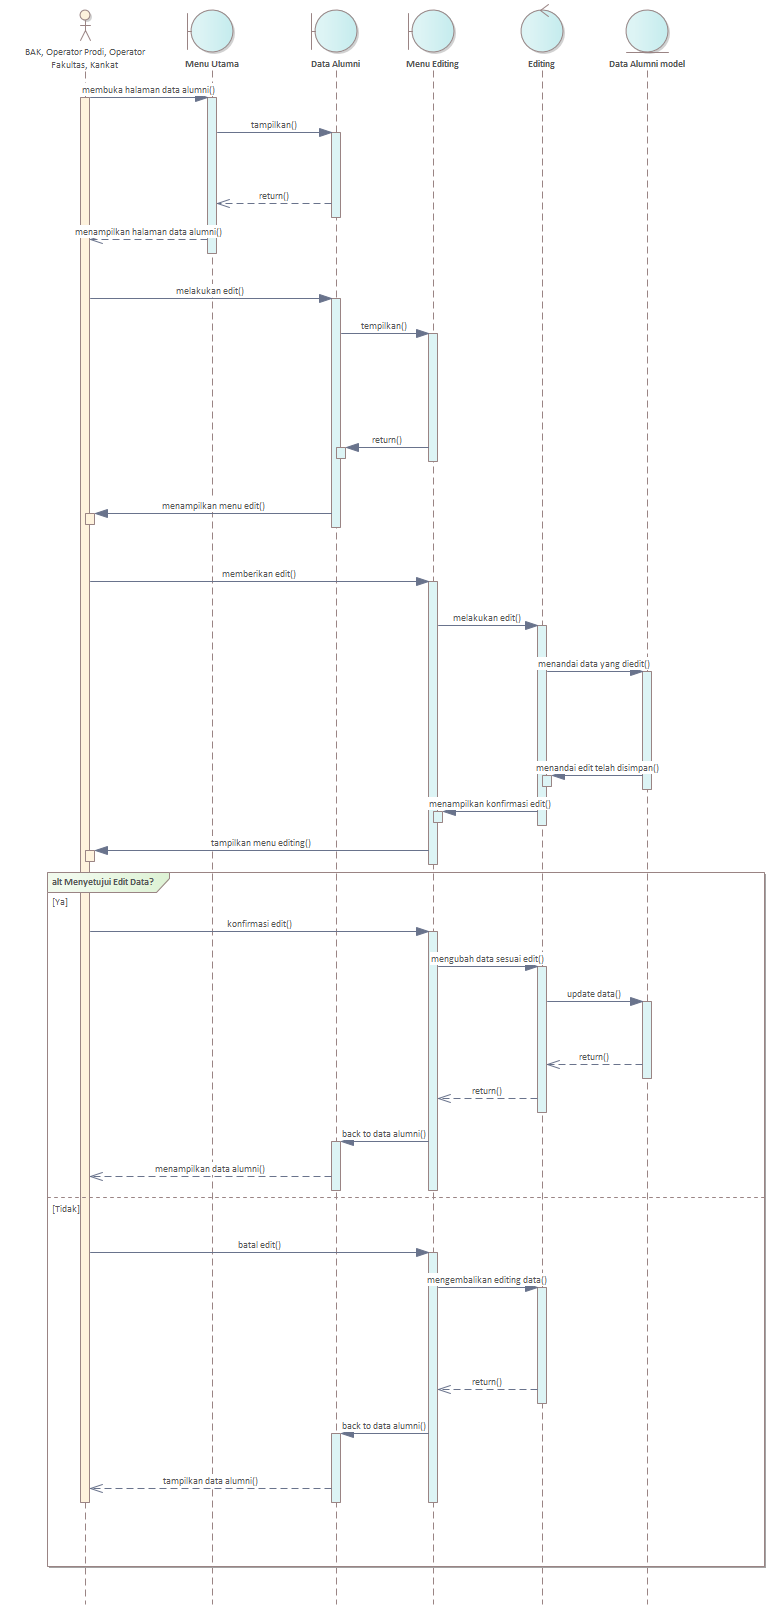 BAK, Operator Prodi, Operator
Fakultas, Kankat
Menu Utama
Data Alumni
Menu Editing
Editing
Data Alumni model
membuka halaman data alumni()
tampilkan()
return()
menampilkan halaman data alumni()
melakukan edit()
tempilkan()
return()
menampilkan menu edit()
memberikan edit()
melakukan edit()
menandai data yang diedit()
menandai edit telah disimpan()
menampilkan konfirmasi edit()
tampilkan menu editing()
alt Menyetujui Edit Data?
[Ya]
konfirmasi edit()
mengubah data sesuai edit()
update data()
return()
return()
back to data alumni()
menampilkan data alumni()
[Tidak]
batal edit()
mengembalikan editing data()
return()
back to data alumni()
tampilkan data alumni()